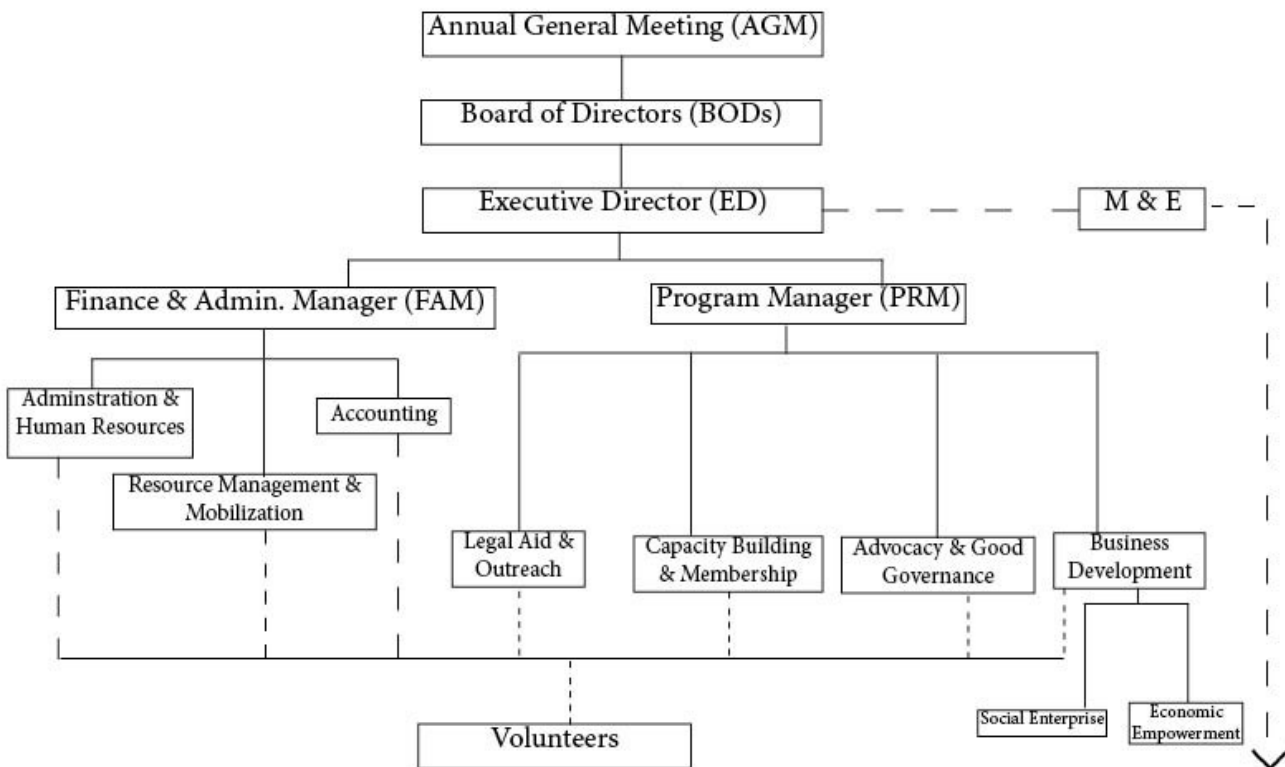 Annual General Meeting (AGM)
Board of Directors (BODs)
Executive Director (ED)
M & E
Finance & Admin. Manager (FAM)
Program Manager (PRM)
Adminstration &
Human Resources
Accounting
Resource Management &
Mobilization
Legal Aid &
Outreach
Capacity Building
& Membership
Advocacy & Good
Governance
Business
Development
Social Enterprise
Economic
Empowerment
Volunteers